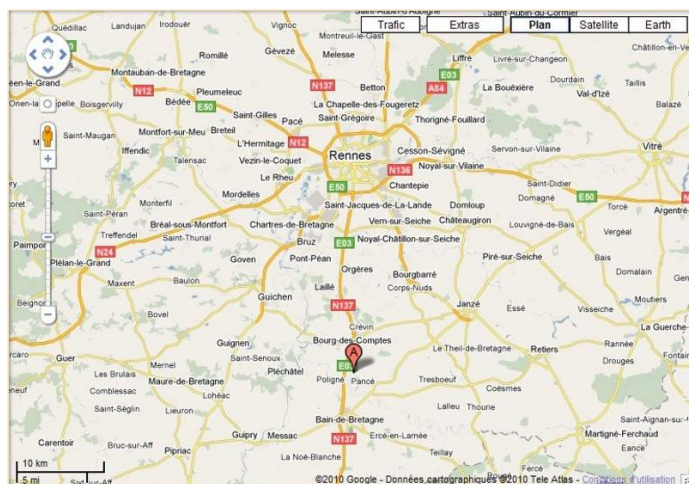 Saint-Aubin-du-Cormier
Quédillac Landujan Irodouër Vignoc Montreuil-le-Gast
Trafic Extras Plan Satellite Earth
Romillé Gévezé Melesse Liffré Livré-sur-Changeon
Montauban-de-Bretagne N137 Betton E03 Dourdain Taillis
N12 Pleumeleuc La Chapelle-des-Fougeretz A84 La Bouëxière Val-d'Izé
Boisgervilly Bédée E50 Saint-Gilles Pacé Saint-Grégoire Thorigné-Fouillard Balazé
Saint-Maugan Montfort-sur-Meu Breteil L'Hermitage N12 Cesson-Sévigné Servon-sur-Vilaine Vitré
Iffendic Talensac Vezin-le-Coquet Rennes Noyal-sur-Vilaine
Le Rheu N136
Mordelles E50 Chantepie Saint-Didier E50
Saint-Péran Monterfil Saint-Jacques-de-La-Lande Domloup Domagné Torcé
Treffendel Bréal-sous-Montfort Chartres-de-Bretagne Vern-sur-Seiche Châteaugiron Louvigné-de-Bais Vergéal
Saint-Thurial Bruz E03 Noyal-Châtillon-sur-Seiche
N24 Goven Pont-Péan Piré-sur-Seiche Bais
Plélan-le-Grand Orgères Bourgbarré Domalain
Maxent Baulon Laillé Corps-Nuds Moutiers
Guichen N137 Janzé Essé Visseiche
Bovel Crévin La Guerche
Guignen Bourg-des-Comptes Rannée
Guer Mernel Saint-Senoux A Le Theil-de-Bretagne Retiers Drouges
Les Brulais Pléchâtel
Comblessac Maure-de-Bretagne Poligné Pancé Tresboeuf Coësmes
Saint-Séglin Lieuron Lohéac Lalleu Thourie
Bain-de-Bretagne
Carentoir Bruc-sur-Aff Guipry Messac N137 Ercé-en-Lamée Martigné-Ferchaud
Pipriac Teillay Eancé
10 km La Noë-Blanche
5 mi
©2010 Google - Données cartographiques ©2010 Tele Atlas - Conditions d'utilisation